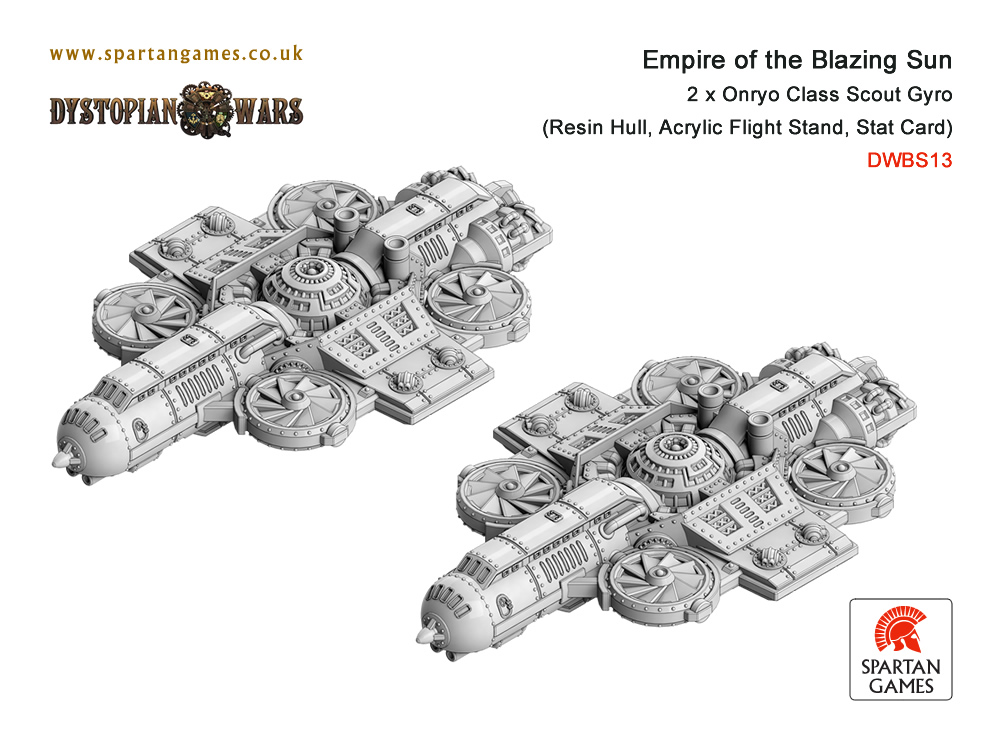 www.spartangames.co.uk
DYSTOPIAN WARS
Empire of the Blazing Sun
2 x Onryo Class Scout Gyro
(Resin Hull, Acrylic Flight Stand, Stat Card)
DWBS13
SPARTAN
GAMES